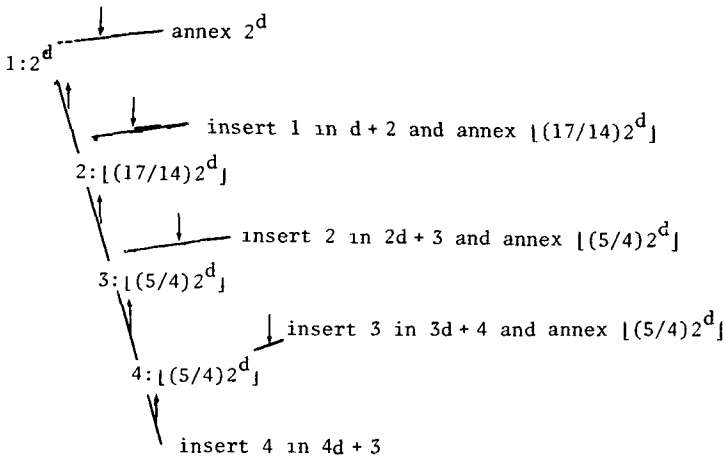 annex 2^d
1:2^d
insert 1 in d + 2 and annex ⌊(17/14)2^d⌋
2:⌊(17/14)2^d⌋
insert 2 in 2d + 3 and annex ⌊(5/4)2^d⌋
3:⌊(5/4)2^d⌋
insert 3 in 3d + 4 and annex ⌊(5/4)2^d⌋
4:⌊(5/4)2^d⌋
insert 4 in 4d + 3